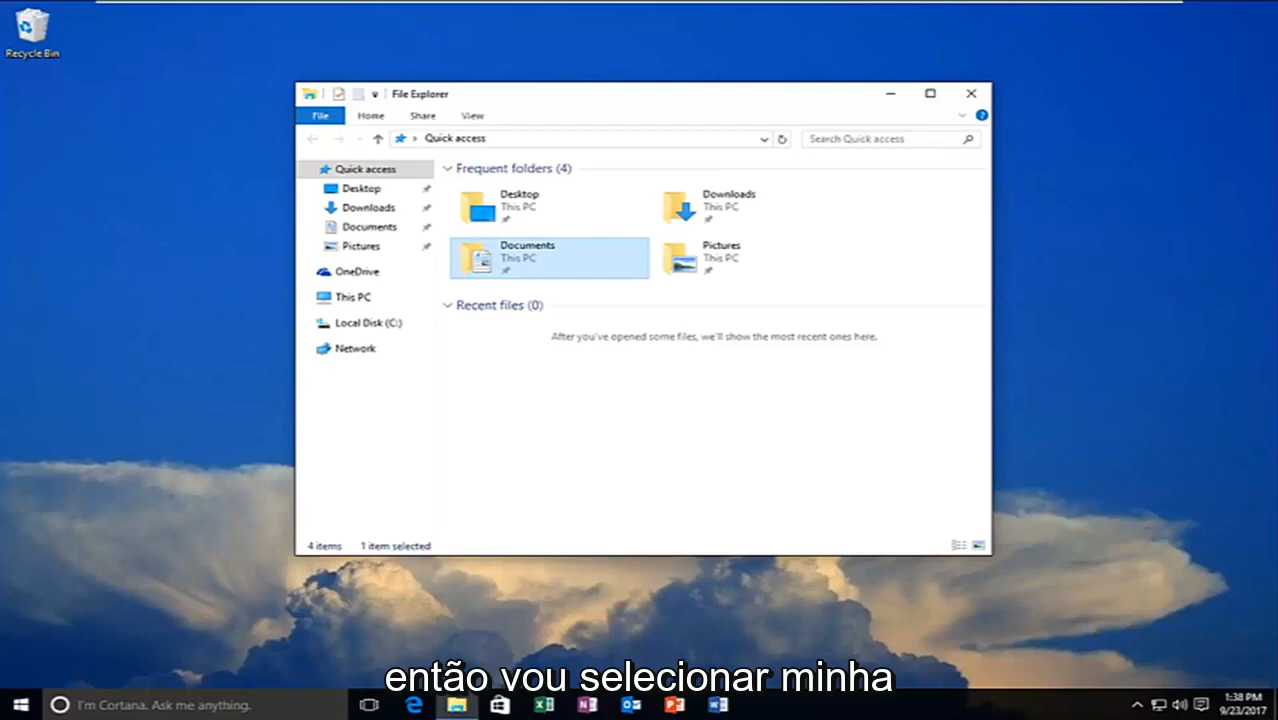 Recycle Bin
File Explorer
File Home Share View
Quick access
Search Quick access
Quick access
Desktop
Downloads
Documents
Pictures
OneDrive
This PC
Local Disk (C:)
Network
Frequent folders (4)
Desktop
This PC
Downloads
This PC
Documents
This PC
Pictures
This PC
Recent files (0)
After you've opened some files, we'll show the most recent ones here.
4 items 1 item selected
então vou selecionar minha
I'm Cortana. Ask me anything.
1:38 PM
9/23/2017